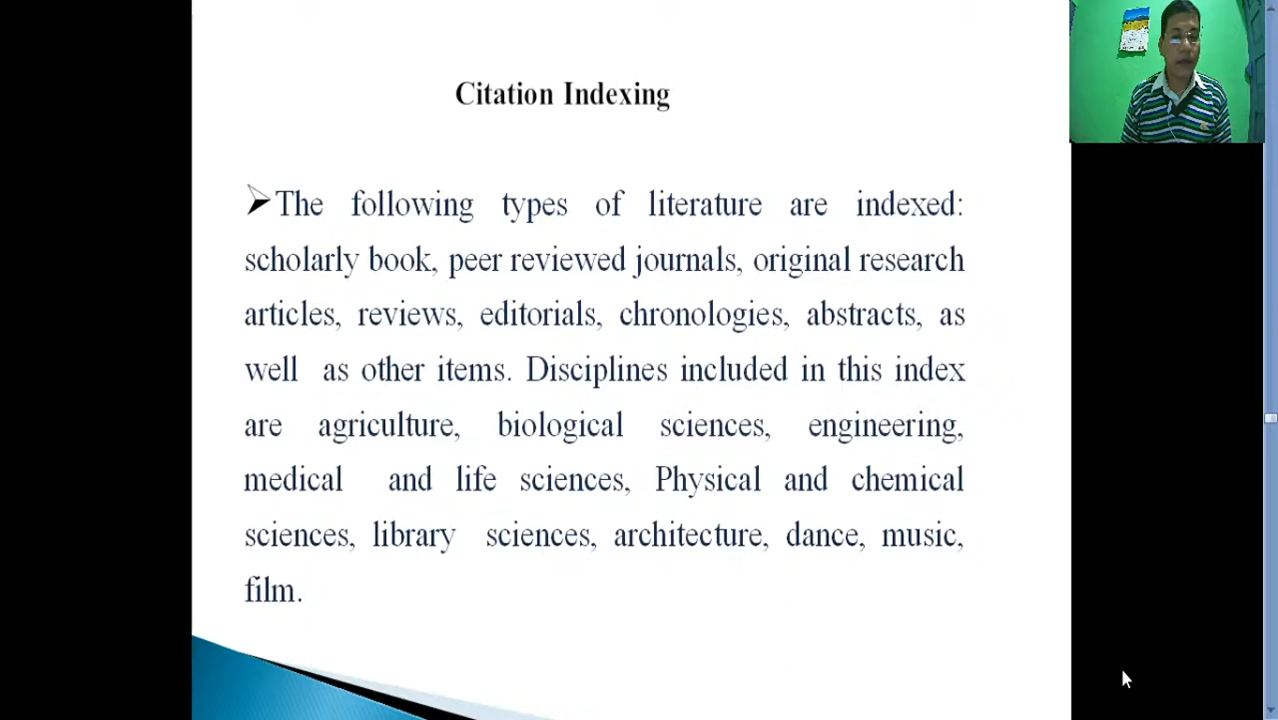 Citation Indexing
The following types of literature are indexed:
scholarly book, peer reviewed journals, original research
articles, reviews, editorials, chronologies, abstracts, as
well as other items. Disciplines included in this index
are agriculture, biological sciences, engineering,
medical and life sciences, Physical and chemical
sciences, library sciences, architecture, dance, music,
film.